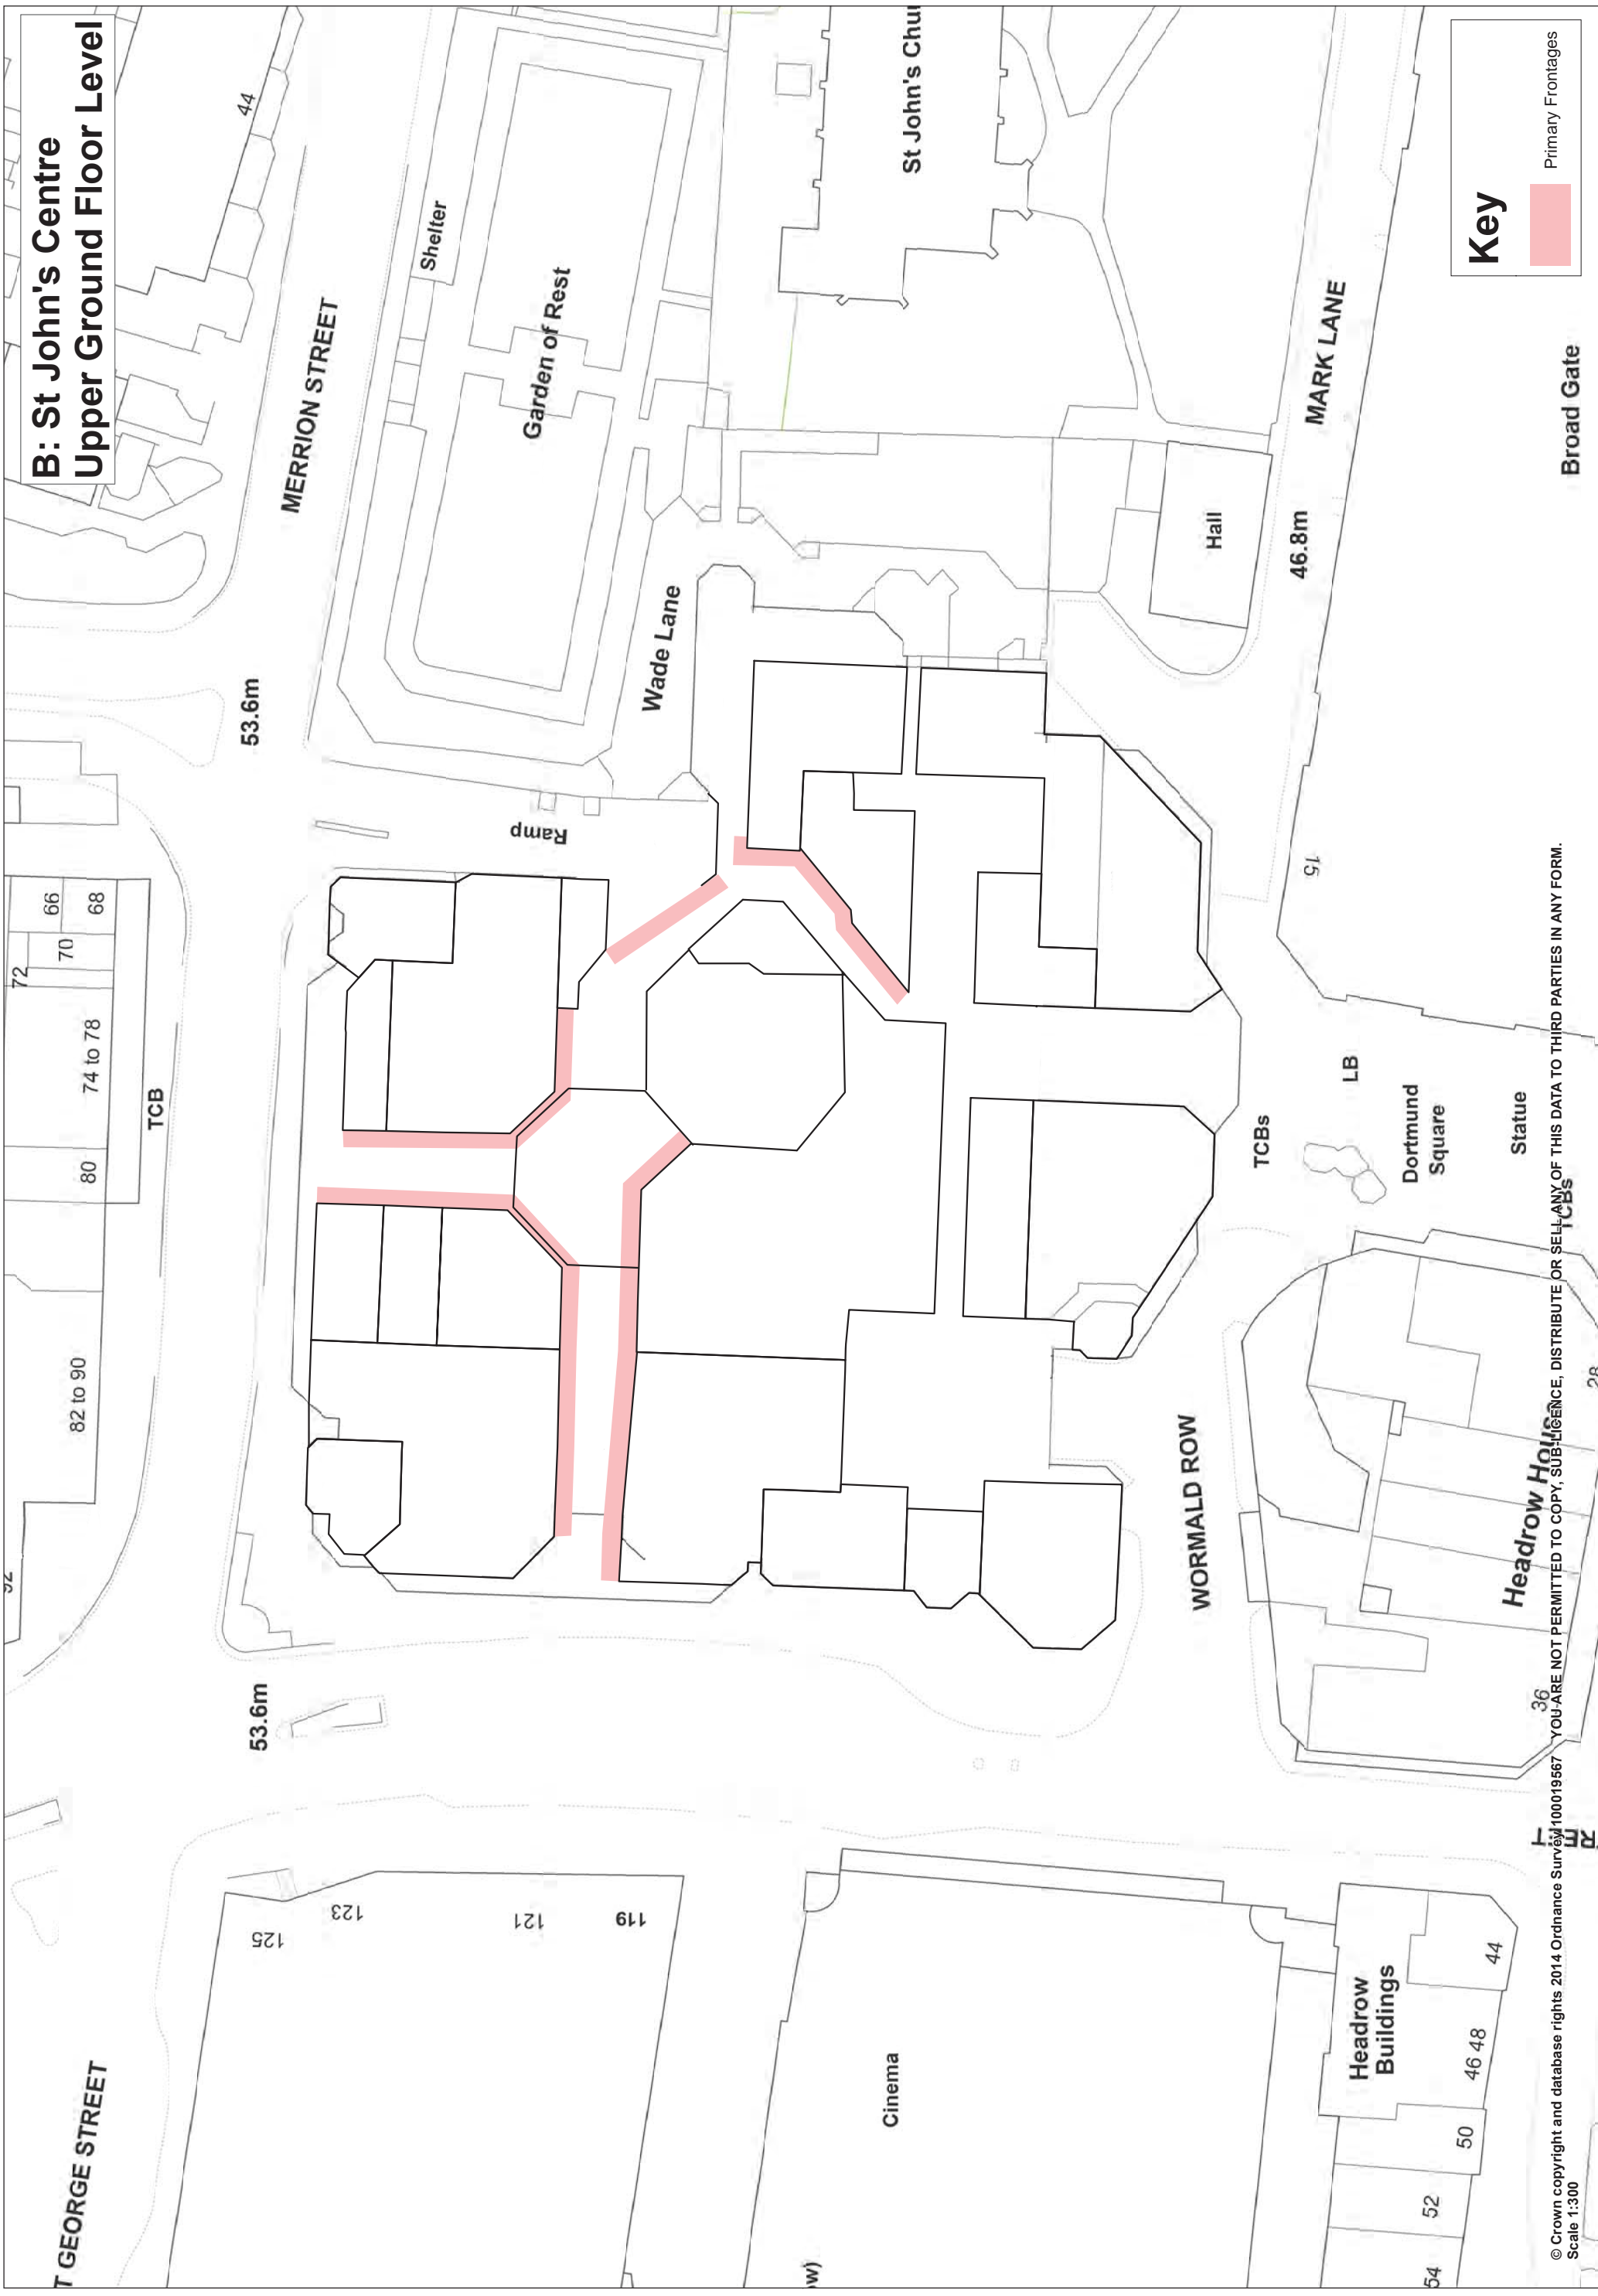 B: St John's Centre
Upper Ground Floor Level
44
MERRION STREET
Shelter
Garden of Rest
St John's Chu
Wade Lane
53.6m
Ramp
MARK LANE
Hall
46.8m
Broad Gate
Key
Primary Frontages
66
68
70
72
74 to 78
80
82 to 90
TCB
15
LB
TCBs
Dortmund
Square
Statue
TCBs
28
WORMALD ROW
Headrow House
36
53.6m
125
123
121
119
T GEORGE STREET
Cinema
Headrow
Buildings
44
46 48
50
52
54
© Crown copyright and database rights 2014 Ordnance Survey 100019567 YOU ARE NOT PERMITTED TO COPY, SUB-LICENCE, DISTRIBUTE OR SELL ANY OF THIS DATA TO THIRD PARTIES IN ANY FORM.
Scale 1:300